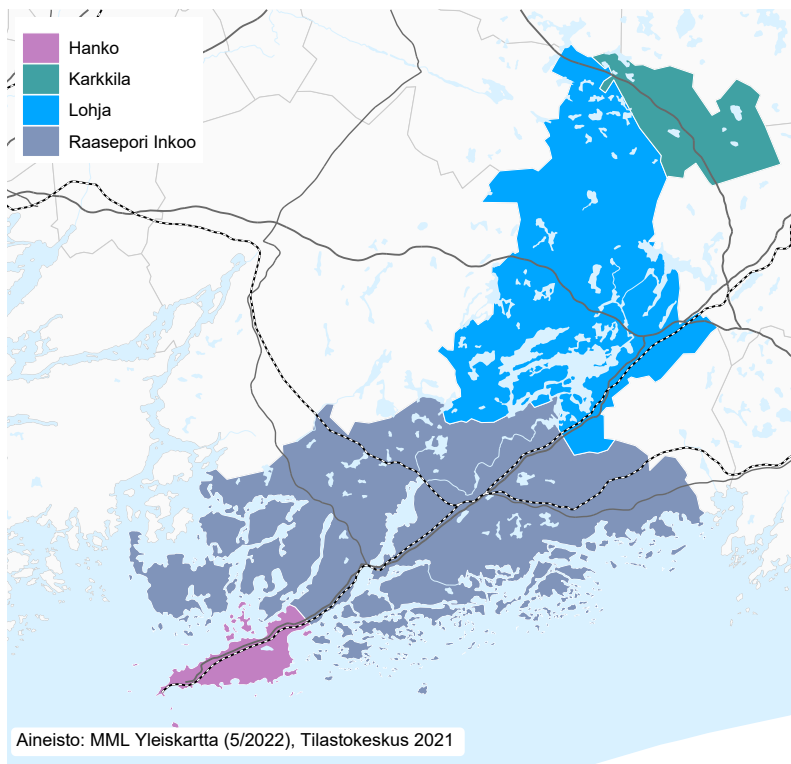 Hanko
Karkkila
Lohja
Raasepori Inkoo
Aineisto: MML Yleiskartta (5/2022), Tilastokeskus 2021